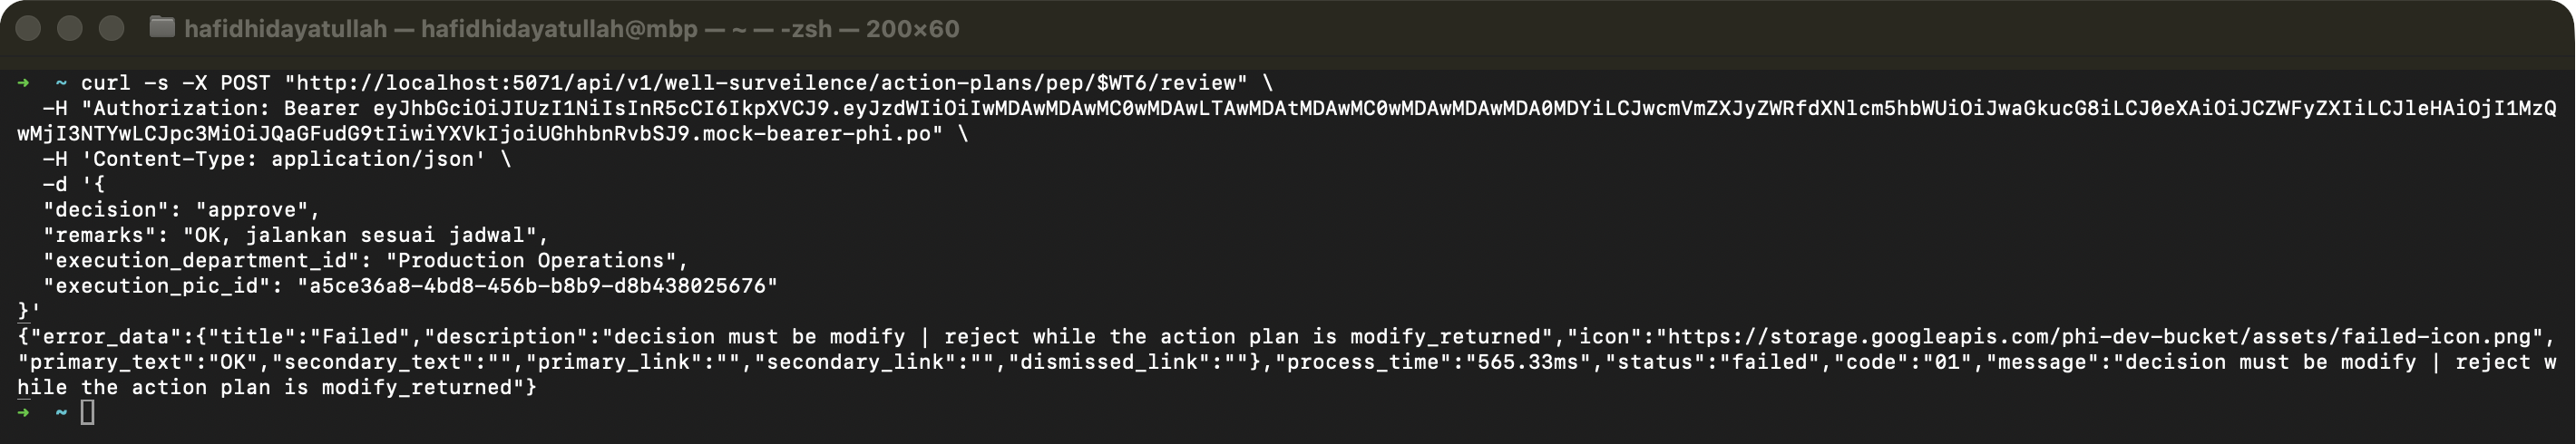 hafidhidayatullah — hafidhidayatullah@mbp — ~ — -zsh — 200×60
➜  ~ curl -s -X POST "http://localhost:5071/api/v1/well-surveilence/action-plans/pep/$WT6/review" \
  -H "Authorization: Bearer eyJhbGciOiJIUzI1NiIsInR5cCI6IkpXVCJ9.eyJzdWIiOiIwMDAwMDAwMC0wMDAwLTAwMDAtMDAwMC0wMDAwMDAwMDA0MDYiLCJwcmVmZXJyZWRfdXNlcm5hbWUiOiJwaGkucG8iLCJ0eXAiOiJCZWFyZXIiLCJleHAiOjI1MzQ
wMjI3NTYwLCJpc3MiOiJQaGFudG9tIiwiYXVkIjoiUGhhbnRvbSJ9.mock-bearer-phi.po" \
  -H 'Content-Type: application/json' \
  -d '{
  "decision": "approve",
  "remarks": "OK, jalankan sesuai jadwal",
  "execution_department_id": "Production Operations",
  "execution_pic_id": "a5ce36a8-4bd8-456b-b8b9-d8b438025676"
}'
{"error_data":{"title":"Failed","description":"decision must be modify | reject while the action plan is modify_returned","icon":"https://storage.googleapis.com/phi-dev-bucket/assets/failed-icon.png",
"primary_text":"OK","secondary_text":"","primary_link":"","secondary_link":"","dismissed_link":""},"process_time":"565.33ms","status":"failed","code":"01","message":"decision must be modify | reject w
hile the action plan is modify_returned"}
➜  ~